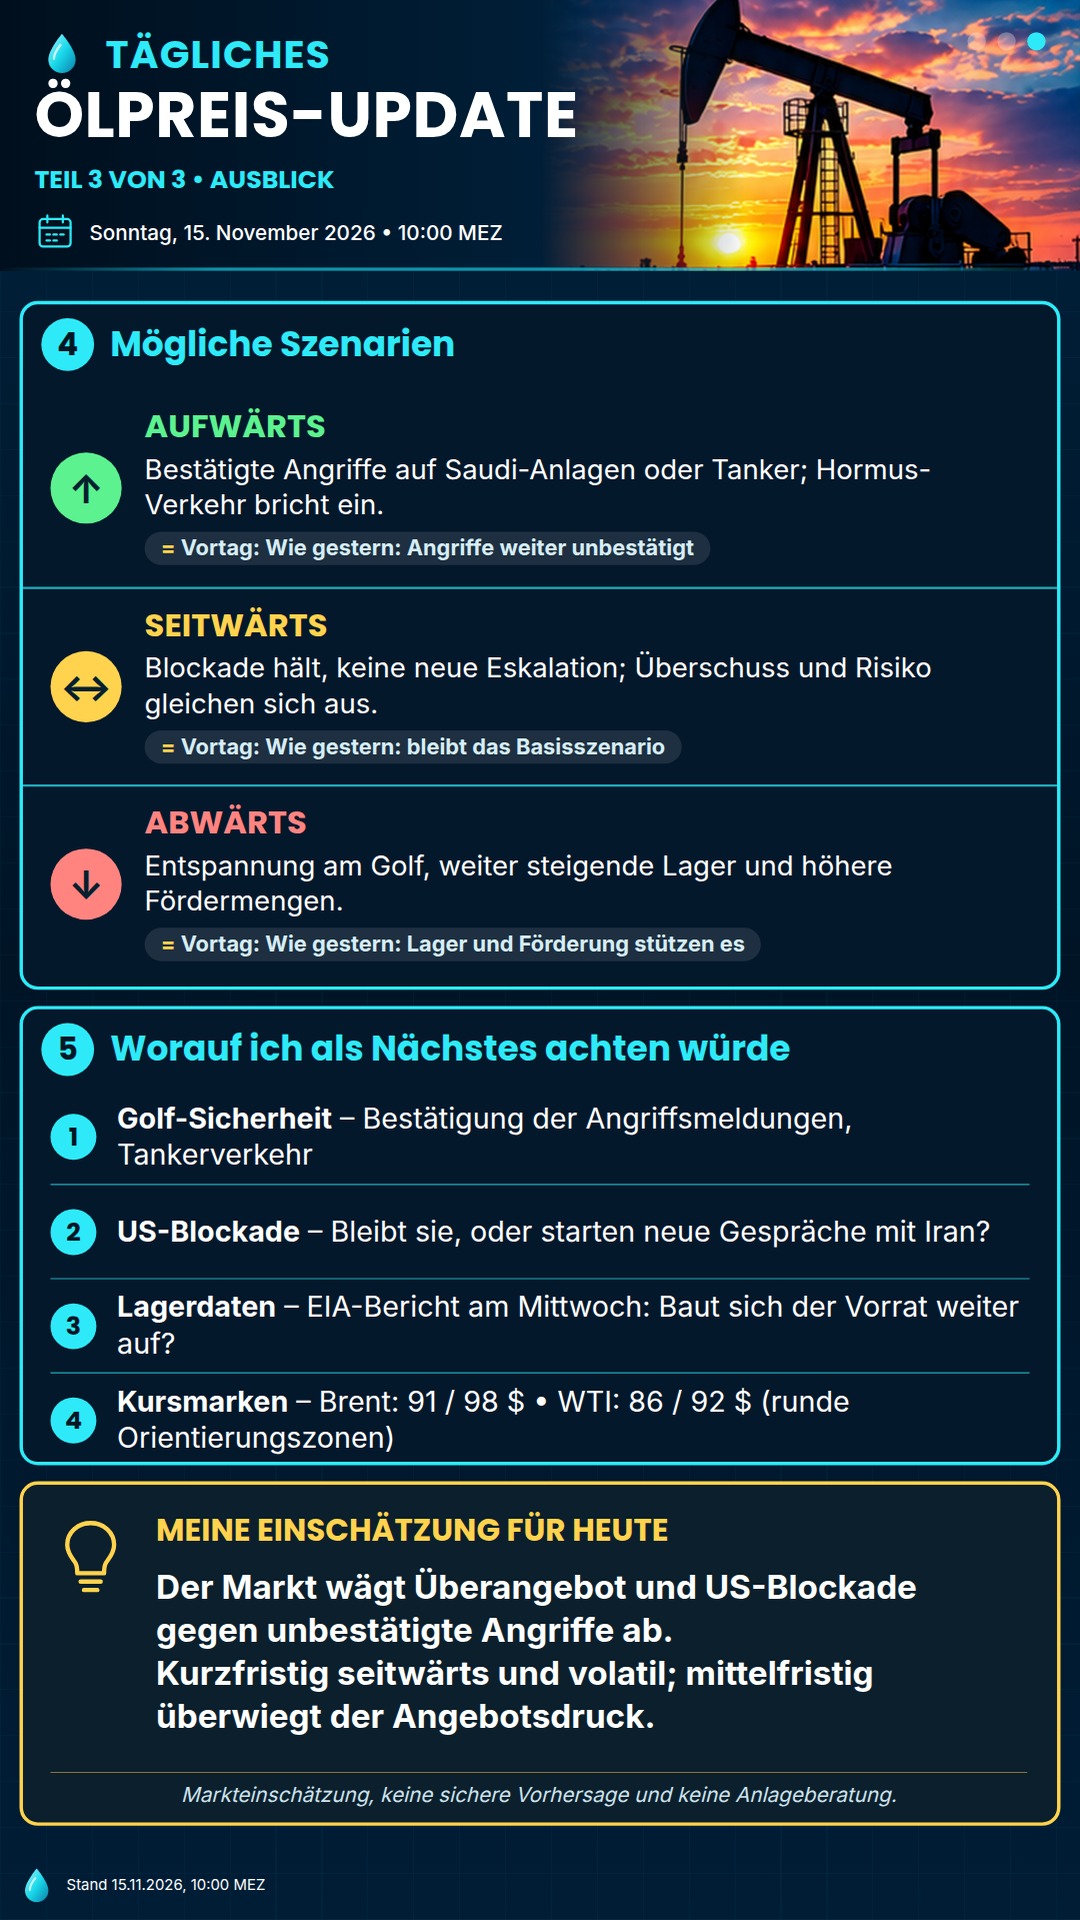 TÄGLICHES
ÖLPREIS-UPDATE
TEIL 3 VON 3 • AUSBLICK
Sonntag, 15. November 2026 • 10:00 MEZ
4 Mögliche Szenarien
AUFWÄRTS
↑
Bestätigte Angriffe auf Saudi-Anlagen oder Tanker; Hormus-
Verkehr bricht ein.
= Vortag: Wie gestern: Angriffe weiter unbestätigt
SEITWÄRTS
↔
Blockade hält, keine neue Eskalation; Überschuss und Risiko
gleichen sich aus.
= Vortag: Wie gestern: bleibt das Basisszenario
ABWÄRTS
↓
Entspannung am Golf, weiter steigende Lager und höhere
Fördermengen.
= Vortag: Wie gestern: Lager und Förderung stützen es
5 Worauf ich als Nächstes achten würde
1 Golf-Sicherheit – Bestätigung der Angriffsmeldungen,
Tankerverkehr
2 US-Blockade – Bleibt sie, oder starten neue Gespräche mit Iran?
3 Lagerdaten – EIA-Bericht am Mittwoch: Baut sich der Vorrat weiter
auf?
4 Kursmarken – Brent: 91 / 98 $ • WTI: 86 / 92 $ (runde
Orientierungszonen)
MEINE EINSCHÄTZUNG FÜR HEUTE
Der Markt wägt Überangebot und US-Blockade
gegen unbestätigte Angriffe ab.
Kurzfristig seitwärts und volatil; mittelfristig
überwiegt der Angebotsdruck.
Markteinschätzung, keine sichere Vorhersage und keine Anlageberatung.
Stand 15.11.2026, 10:00 MEZ